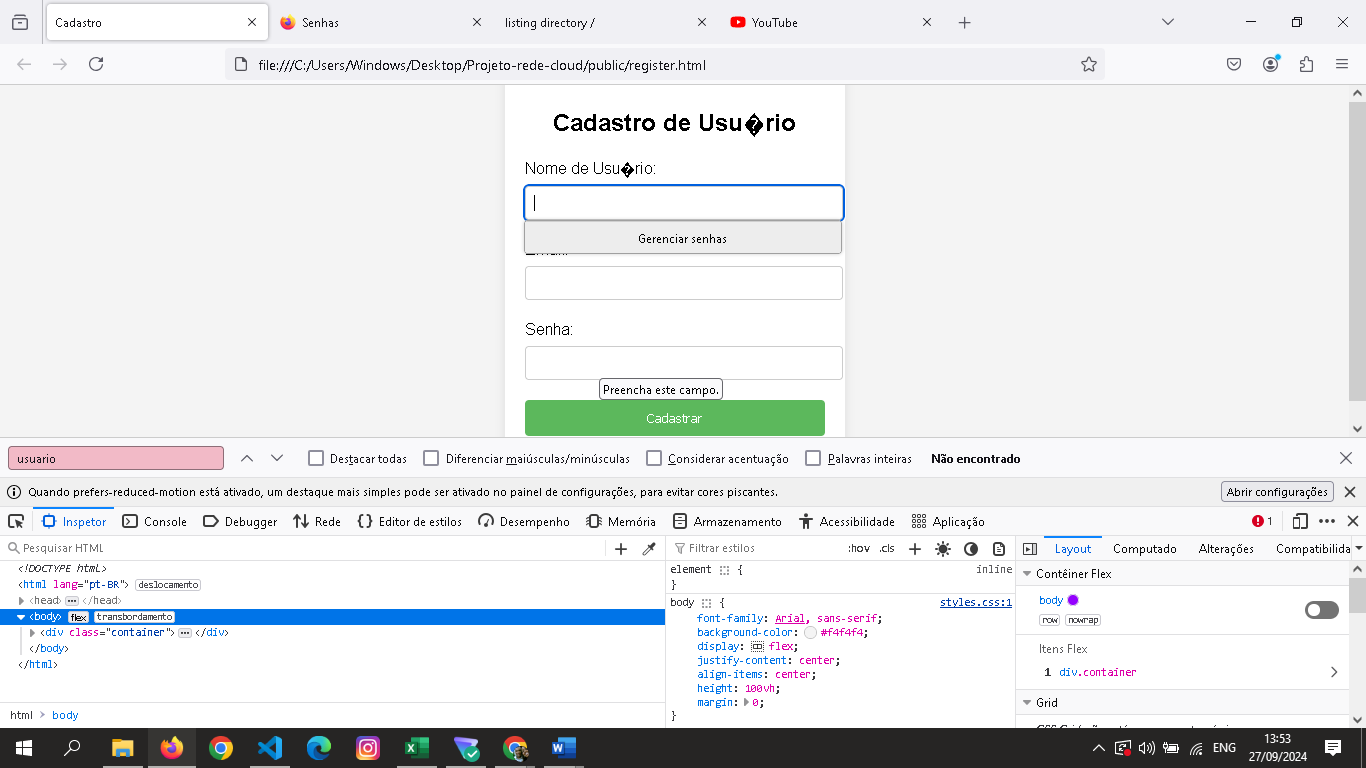 Cadastro
Senhas
listing directory /
YouTube
file:///C:/Users/Windows/Desktop/Projeto-rede-cloud/public/register.html
Cadastro de Usu�rio
Nome de Usu�rio:
Gerenciar senhas
Senha:
Preencha este campo.
Cadastrar
usuario
Destacar todas
Diferenciar maiúsculas/minúsculas
Considerar acentuação
Palavras inteiras
Não encontrado
Quando prefers-reduced-motion está ativado, um destaque mais simples pode ser ativado no painel de configurações, para evitar cores piscantes.
Abrir configurações
Inspetor
Console
Debugger
Rede
Editor de estilos
Desempenho
Memória
Armazenamento
Acessibilidade
Aplicação
1
Pesquisar HTML
<!DOCTYPE html>
<html lang="pt-BR"> deslocamento
<head> ••• </head>
<body> flex transbordamento
<div class="container"> ••• </div>
</body>
</html>
html > body
Filtrar estilos
:hov .cls
element { inline
}
body { styles.css:1
font-family: Arial, sans-serif;
background-color: #f4f4f4;
display: flex;
justify-content: center;
align-items: center;
height: 100vh;
margin: 0;
}
Layout
Computado
Alterações
Compatibilida
Contêiner Flex
body
row nowrap
Itens Flex
1 div.container
Grid
ENG
13:53
27/09/2024